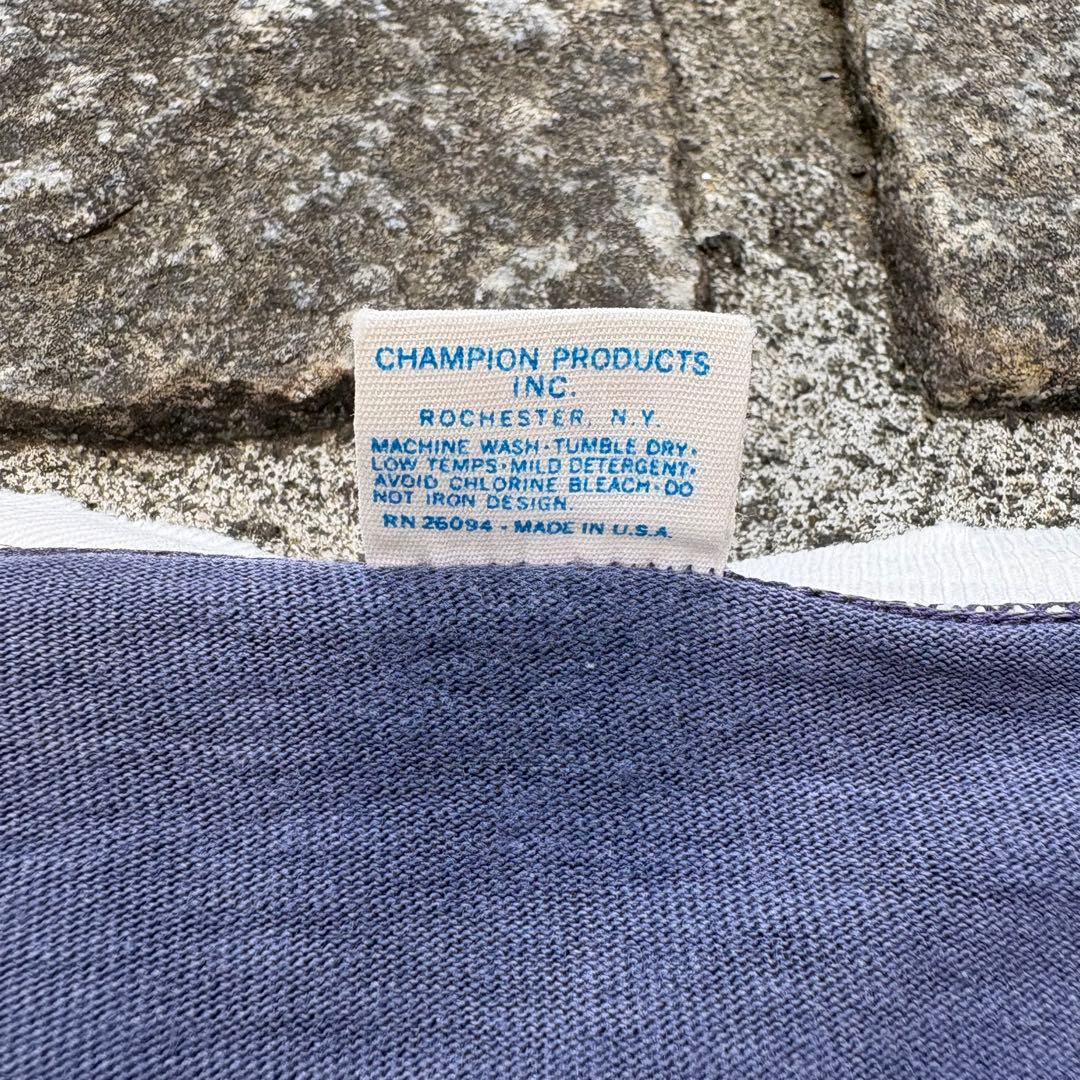 CHAMPION PRODUCTS
INC.
ROCHESTER, N.Y.
MACHINE WASH·TUMBLE DRY·
LOW TEMPS·MILD DETERGENT·
AVOID CHLORINE BLEACH·DO
NOT IRON DESIGN.
RN 26094 - MADE IN U.S.A.